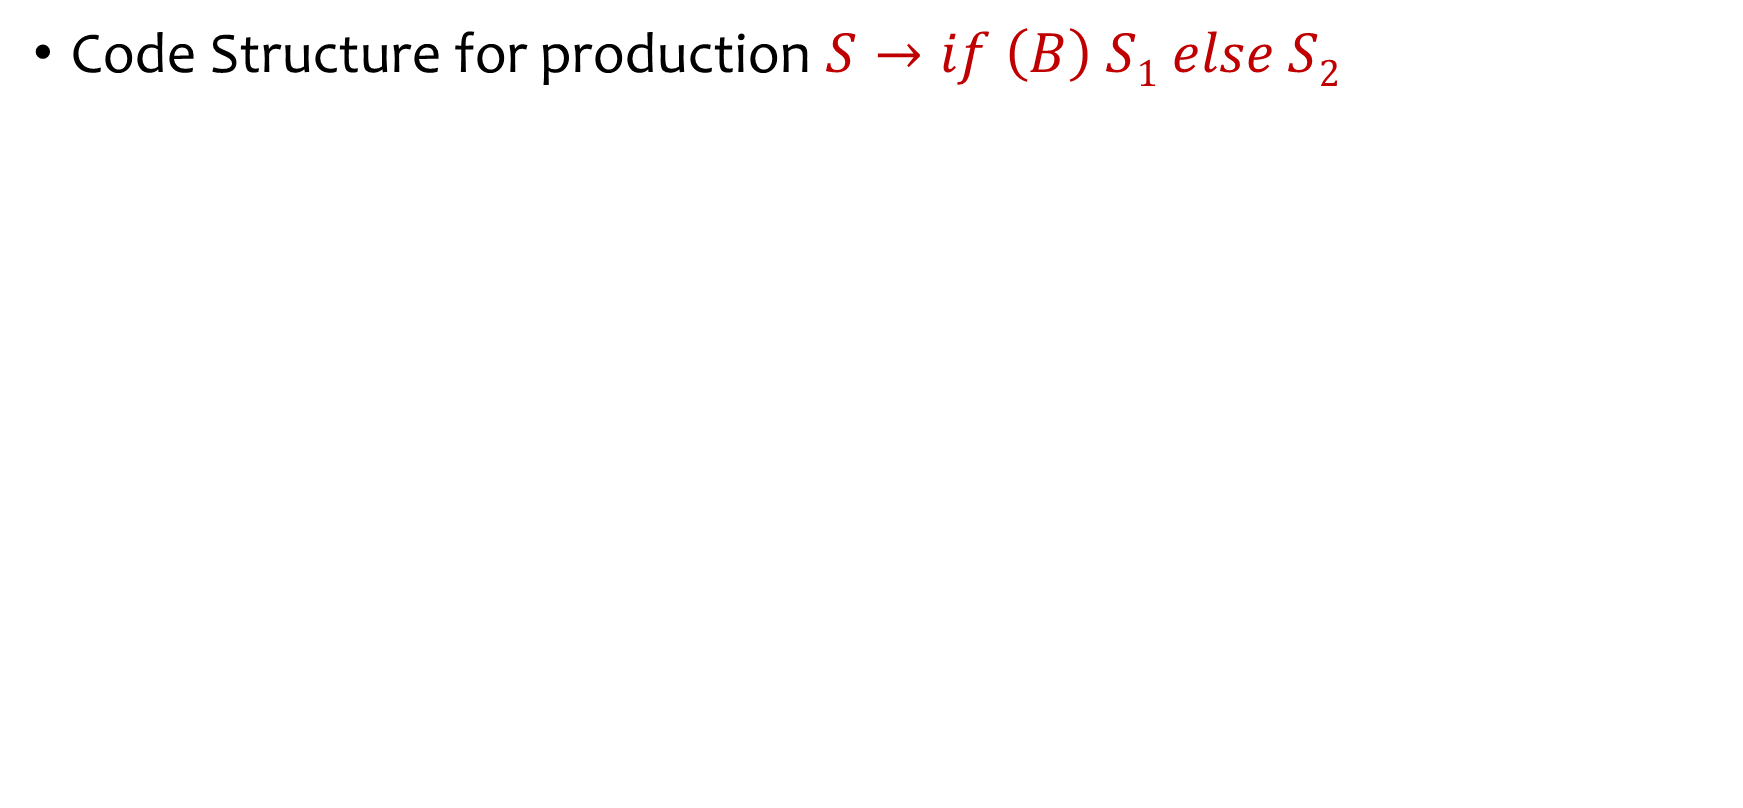 • Code Structure for production S → if (B) S₁ else S₂